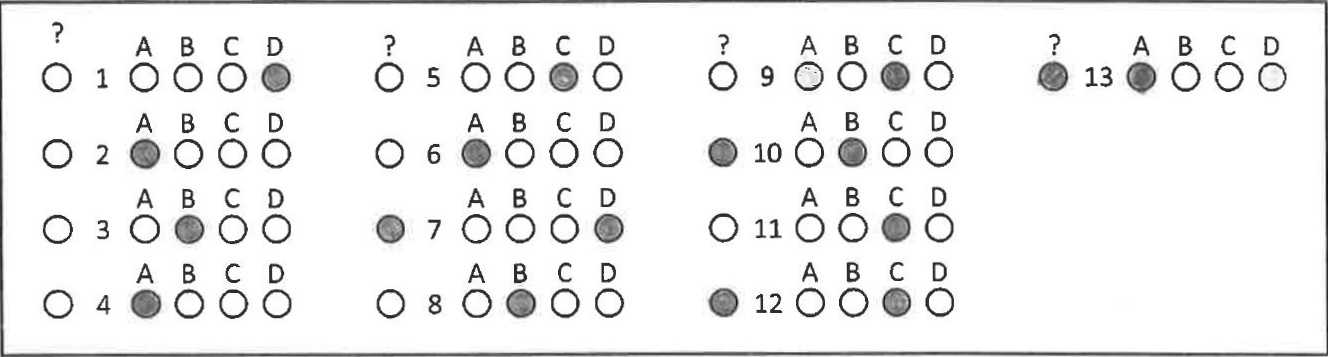 ? A B C D ? A B C D ? A B C D ? A B C D
1 5 9 13
A B C D A B C D A B C D
2 6 10
A B C D A B C D A B C D
3 7 11
A B C D A B C D A B C D
4 8 12